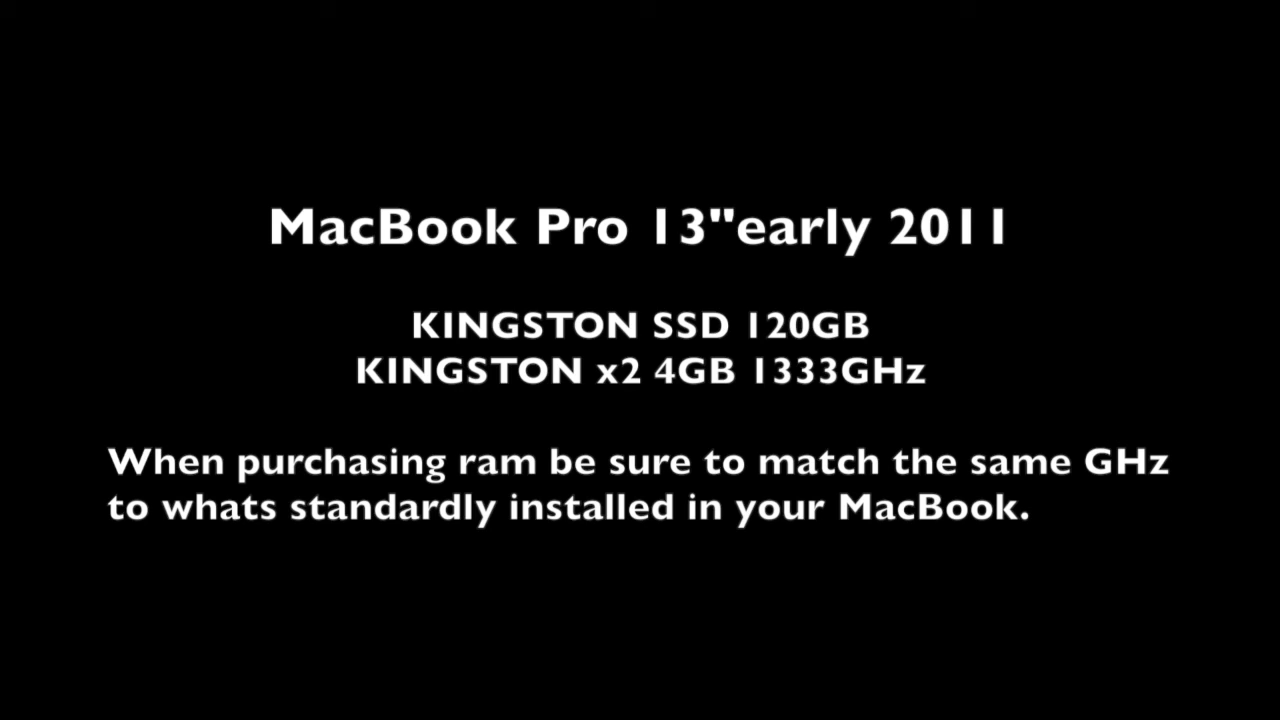 MacBook Pro 13"early 2011
KINGSTON SSD 120GB
KINGSTON x2 4GB 1333GHz
When purchasing ram be sure to match the same GHz
to whats standardly installed in your MacBook.